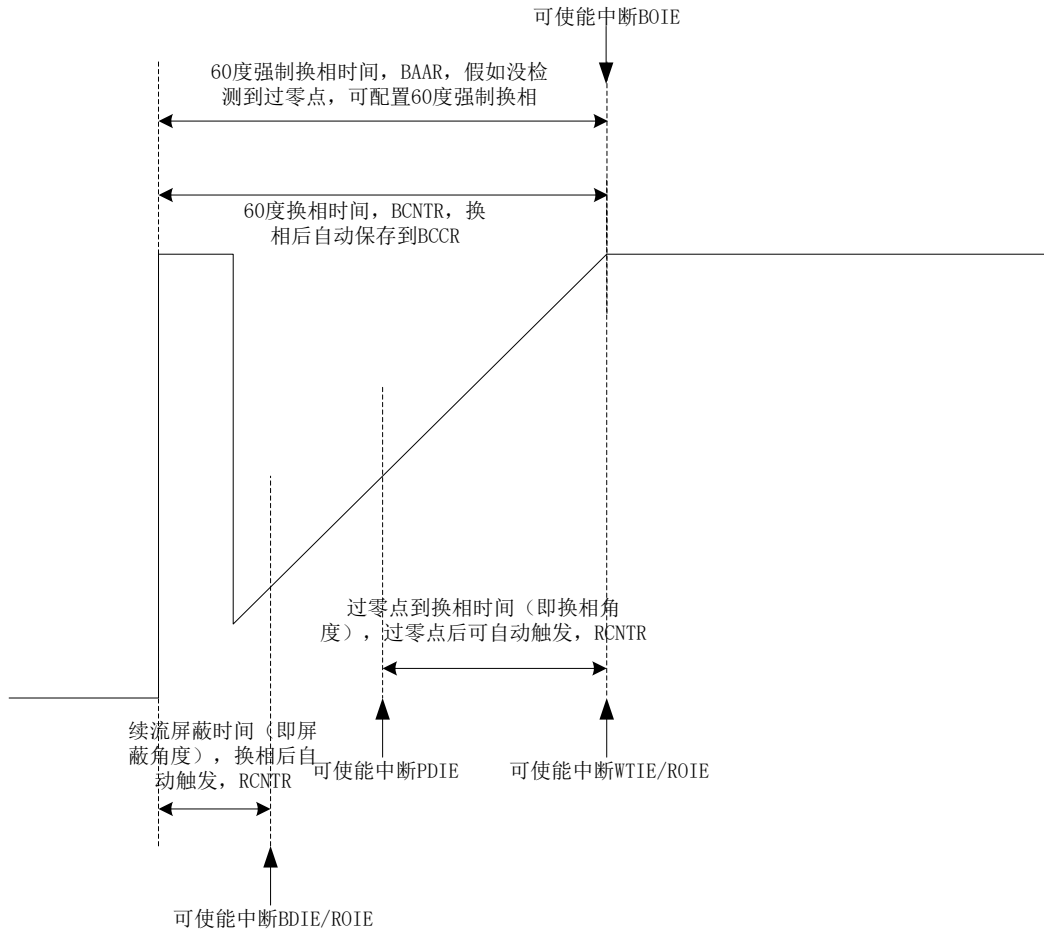 可使能中断BOIE
60度强制换相时间，BAAR，假如没检
测到过零点，可配置60度强制换相
60度换相时间，BCNTR，换
相后自动保存到BCCR
过零点到换相时间（即换相角
度），过零点后可自动触发，RCNTR
续流屏蔽时间（即屏
蔽角度），换相后自
动触发，RCNTR
可使能中断PDIE
可使能中断WTIE/ROIE
可使能中断BDIE/ROIE